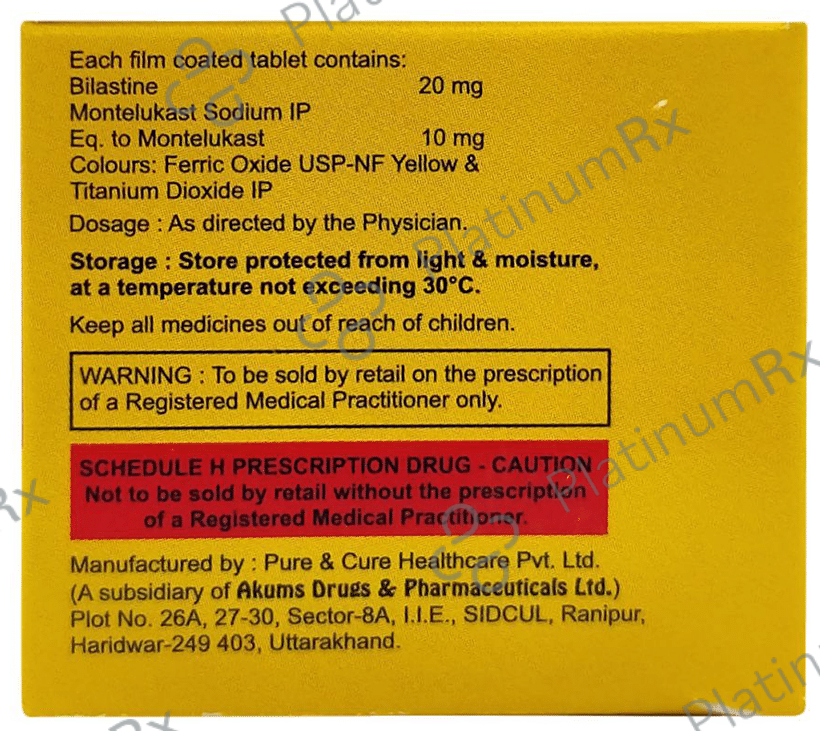 Each film coated tablet contains:
Bilastine 20 mg
Montelukast Sodium IP
Eq. to Montelukast 10 mg
Colours: Ferric Oxide USP-NF Yellow &
Titanium Dioxide IP
Dosage : As directed by the Physician.
Storage : Store protected from light & moisture,
at a temperature not exceeding 30°C.
Keep all medicines out of reach of children.
WARNING : To be sold by retail on the prescription
of a Registered Medical Practitioner only.
SCHEDULE H PRESCRIPTION DRUG - CAUTION
Not to be sold by retail without the prescription
of a Registered Medical Practitioner.
Manufactured by : Pure & Cure Healthcare Pvt. Ltd.
(A subsidiary of Akums Drugs & Pharmaceuticals Ltd.)
Plot No. 26A, 27-30, Sector-8A, I.I.E., SIDCUL, Ranipur,
Haridwar-249 403, Uttarakhand.
PlatinumRx
PlatinumRx
PlatinumRx
Platin
Platin
Rx
Rx